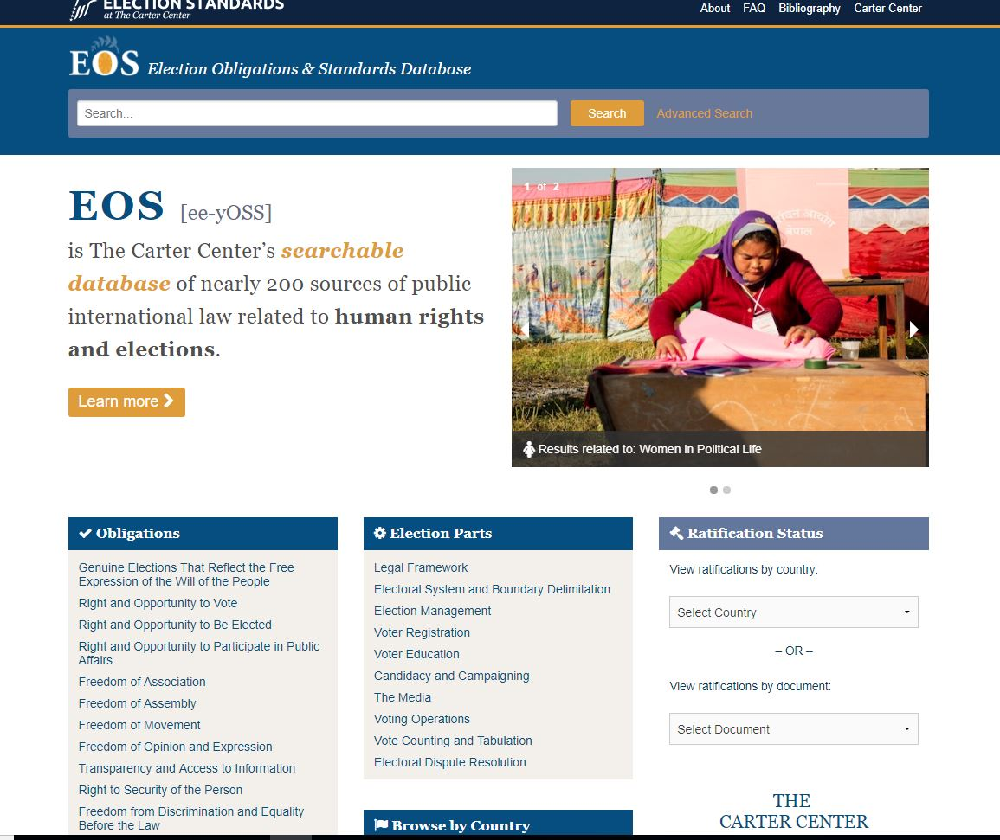 ELECTION STANDARDS
at The Carter Center
About FAQ Bibliography Carter Center
EOS Election Obligations & Standards Database
Search...
Search
Advanced Search
EOS [ee-yOSS]
is The Carter Center’s searchable
database of nearly 200 sources of public
international law related to human rights
and elections.
Learn more
1 of 2
निर्वाचन आयोग
नेपाल
Results related to: Women in Political Life
Obligations
Genuine Elections That Reflect the Free
Expression of the Will of the People
Right and Opportunity to Vote
Right and Opportunity to Be Elected
Right and Opportunity to Participate in Public
Affairs
Freedom of Association
Freedom of Assembly
Freedom of Movement
Freedom of Opinion and Expression
Transparency and Access to Information
Right to Security of the Person
Freedom from Discrimination and Equality
Before the Law
Election Parts
Legal Framework
Electoral System and Boundary Delimitation
Election Management
Voter Registration
Voter Education
Candidacy and Campaigning
The Media
Voting Operations
Vote Counting and Tabulation
Electoral Dispute Resolution
Browse by Country
Ratification Status
View ratifications by country:
Select Country
– OR –
View ratifications by document:
Select Document
THE
CARTER CENTER